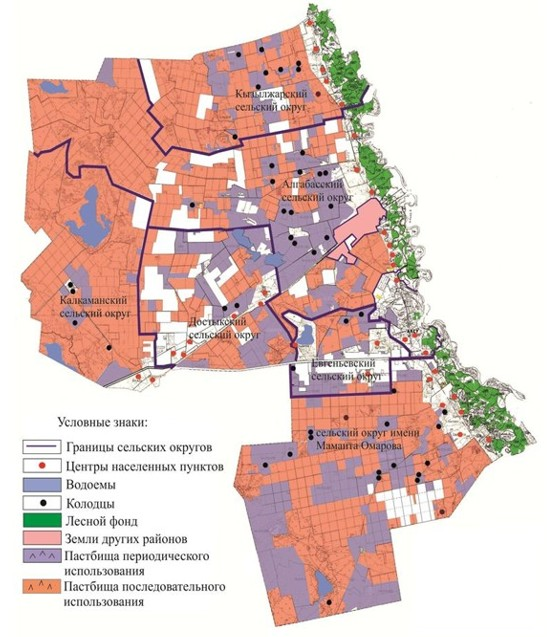 Кызылжарский
сельский округ
Алгабасский
сельский округ
Калкаманский
сельский округ
Достыкский
сельский округ
Евгеньевский
сельский округ
сельский округ имени
Мамаита Омарова
Условные знаки:
Границы сельских округов
Центры населенных пунктов
Водоемы
Колодцы
Лесной фонд
Земли других районов
Пастбища периодического
использования
Пастбища последовательного
использования